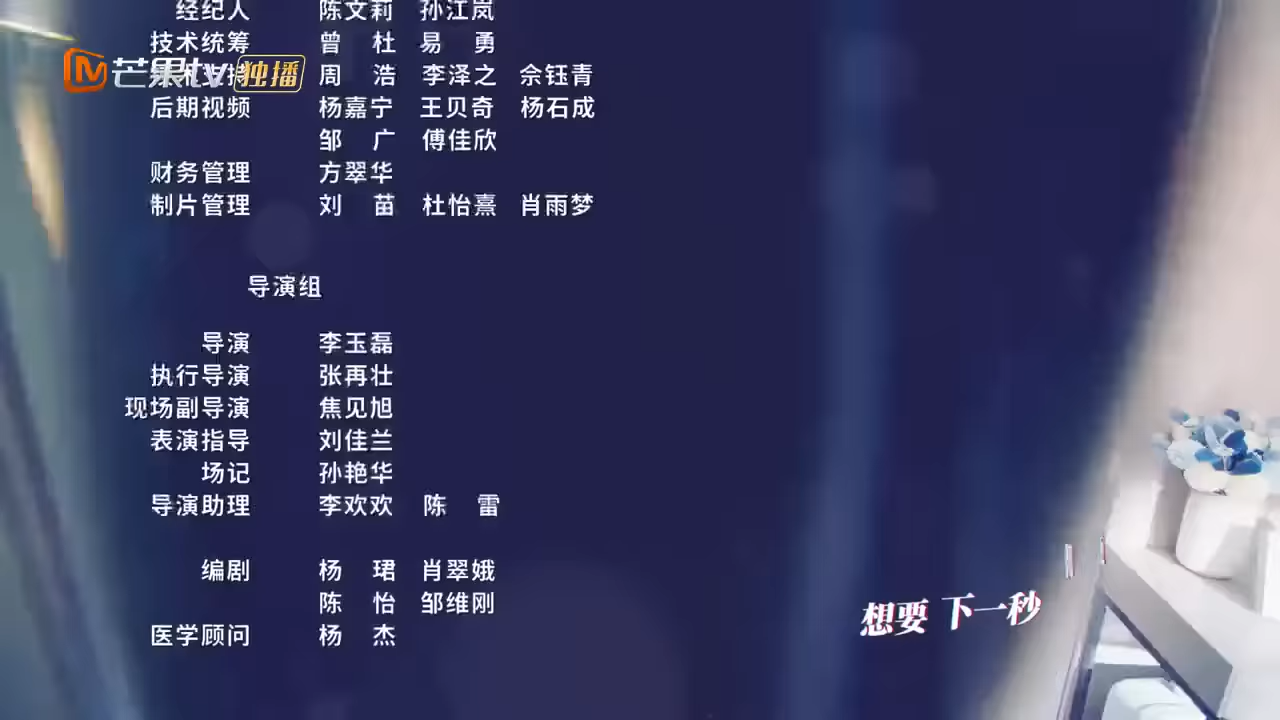 经纪人 陈文莉 孙江岚
技术统筹 曾 杜 易 勇
芒果tv 独播
周 浩 李泽之 佘钰青
后期视频 杨嘉宁 王贝奇 杨石成
邹 广 傅佳欣
财务管理 方翠华
制片管理 刘 苗 杜怡熹 肖雨梦
导演组
导演 李玉磊
执行导演 张再壮
现场副导演 焦见旭
表演指导 刘佳兰
场记 孙艳华
导演助理 李欢欢 陈 雷
编剧 杨 珺 肖翠娥
陈 怡 邹维刚
想要 下一秒
医学顾问 杨 杰